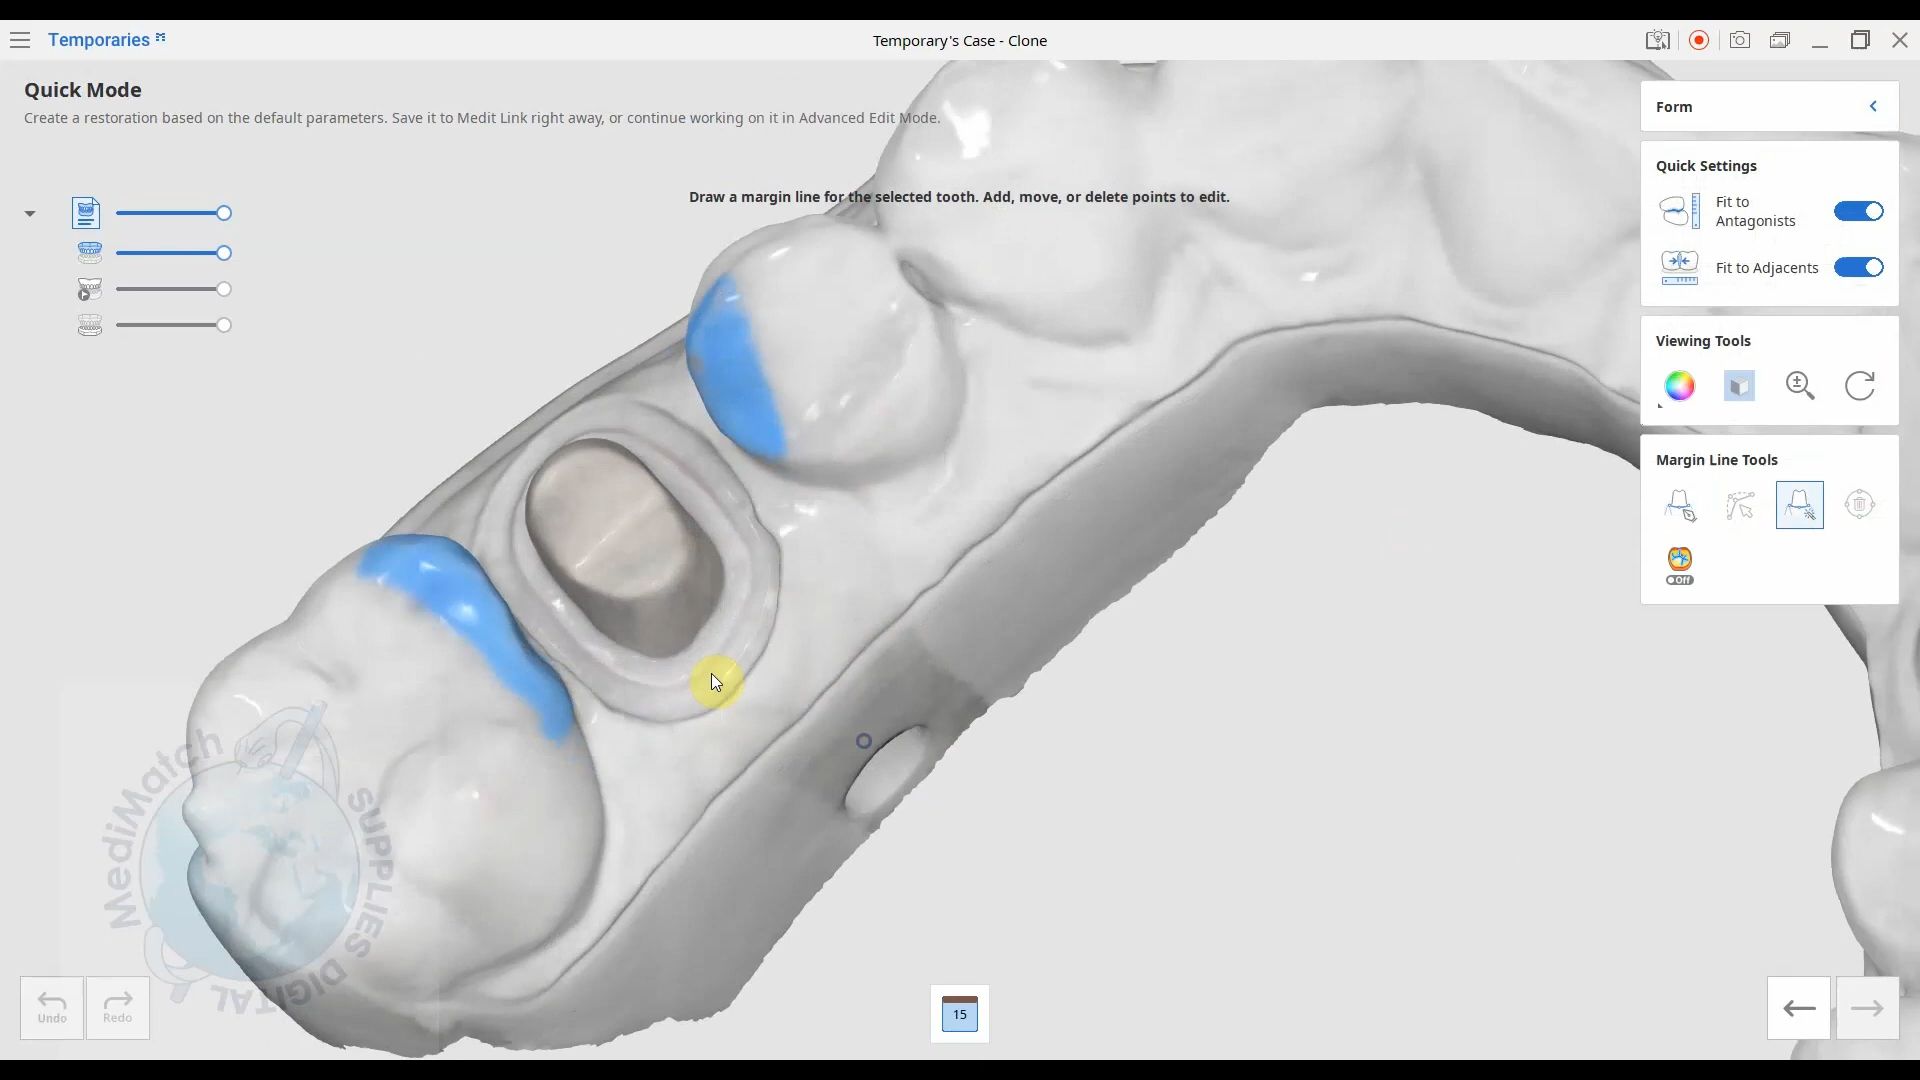 Temporaries
Temporary's Case - Clone
Quick Mode
Create a restoration based on the default parameters. Save it to Medit Link right away, or continue working on it in Advanced Edit Mode.
Draw a margin line for the selected tooth. Add, move, or delete points to edit.
Form
Quick Settings
Fit to
Antagonists
Fit to Adjacents
Viewing Tools
Margin Line Tools
Off
MediMatch
DIGITAL
SUPPLIES
Undo
Redo
15